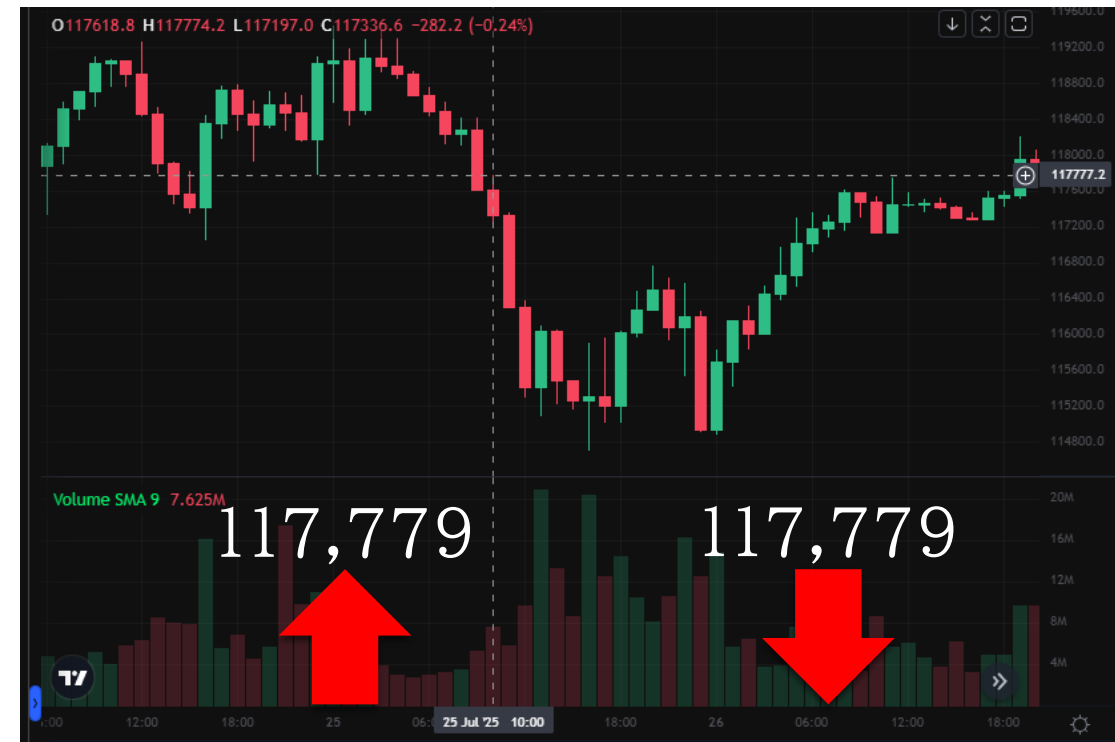 O117618.8 H117774.2 L117197.0 C117336.6 −282.2 (−0.24%)
119600.0
119200.0
118800.0
118400.0
118000.0
117777.2
117600.0
117200.0
116800.0
116400.0
116000.0
115600.0
115200.0
114800.0
Volume SMA 9 7.625M
20M
117,779 117,779
16M
12M
8M
4M
:00 12:00 18:00 25 06: 25 Jul '25 10:00 18:00 26 06:00 12:00 18:00